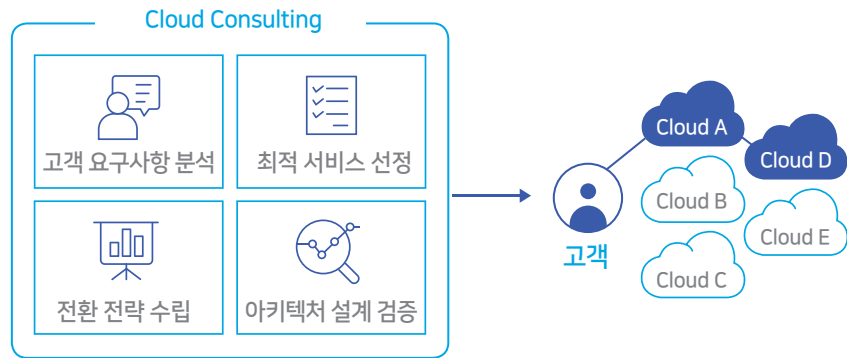 Cloud Consulting
고객 요구사항 분석
최적 서비스 선정
전환 전략 수립
아키텍처 설계 검증
고객
Cloud A
Cloud D
Cloud B
Cloud E
Cloud C